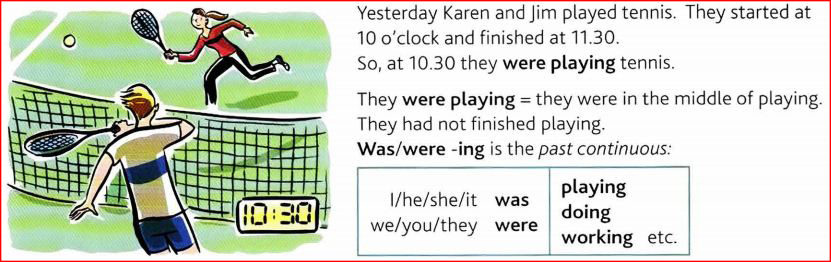 Yesterday Karen and Jim played tennis. They started at
10 o'clock and finished at 11.30.
So, at 10.30 they were playing tennis.
They were playing = they were in the middle of playing.
They had not finished playing.
Was/were -ing is the past continuous:
I/he/she/it was
we/you/they were
playing
doing
working etc.
10:30